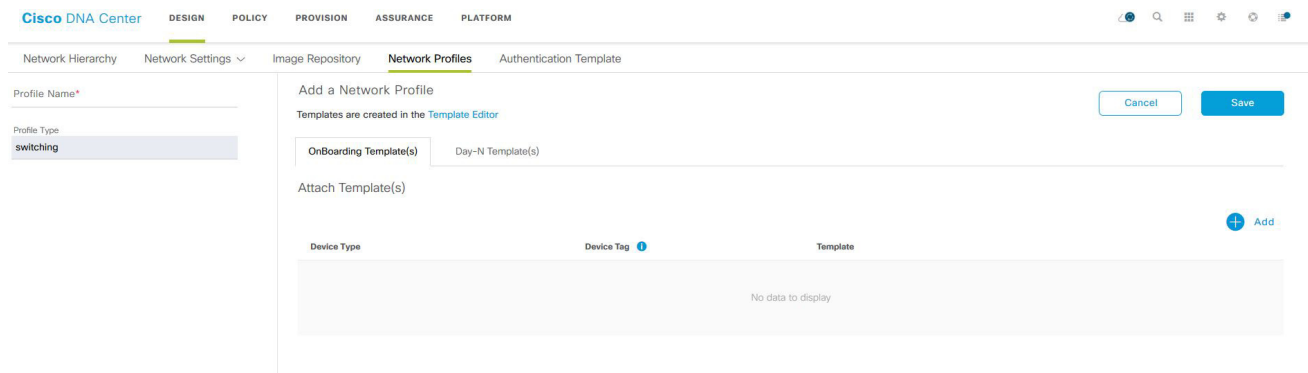 Cisco DNA Center DESIGN POLICY PROVISION ASSURANCE PLATFORM
Network Hierarchy Network Settings Image Repository Network Profiles Authentication Template
Profile Name*
Profile Type
switching
Add a Network Profile
Templates are created in the Template Editor
Cancel Save
OnBoarding Template(s) Day-N Template(s)
Attach Template(s)
Add
Device Type Device Tag i Template
No data to display